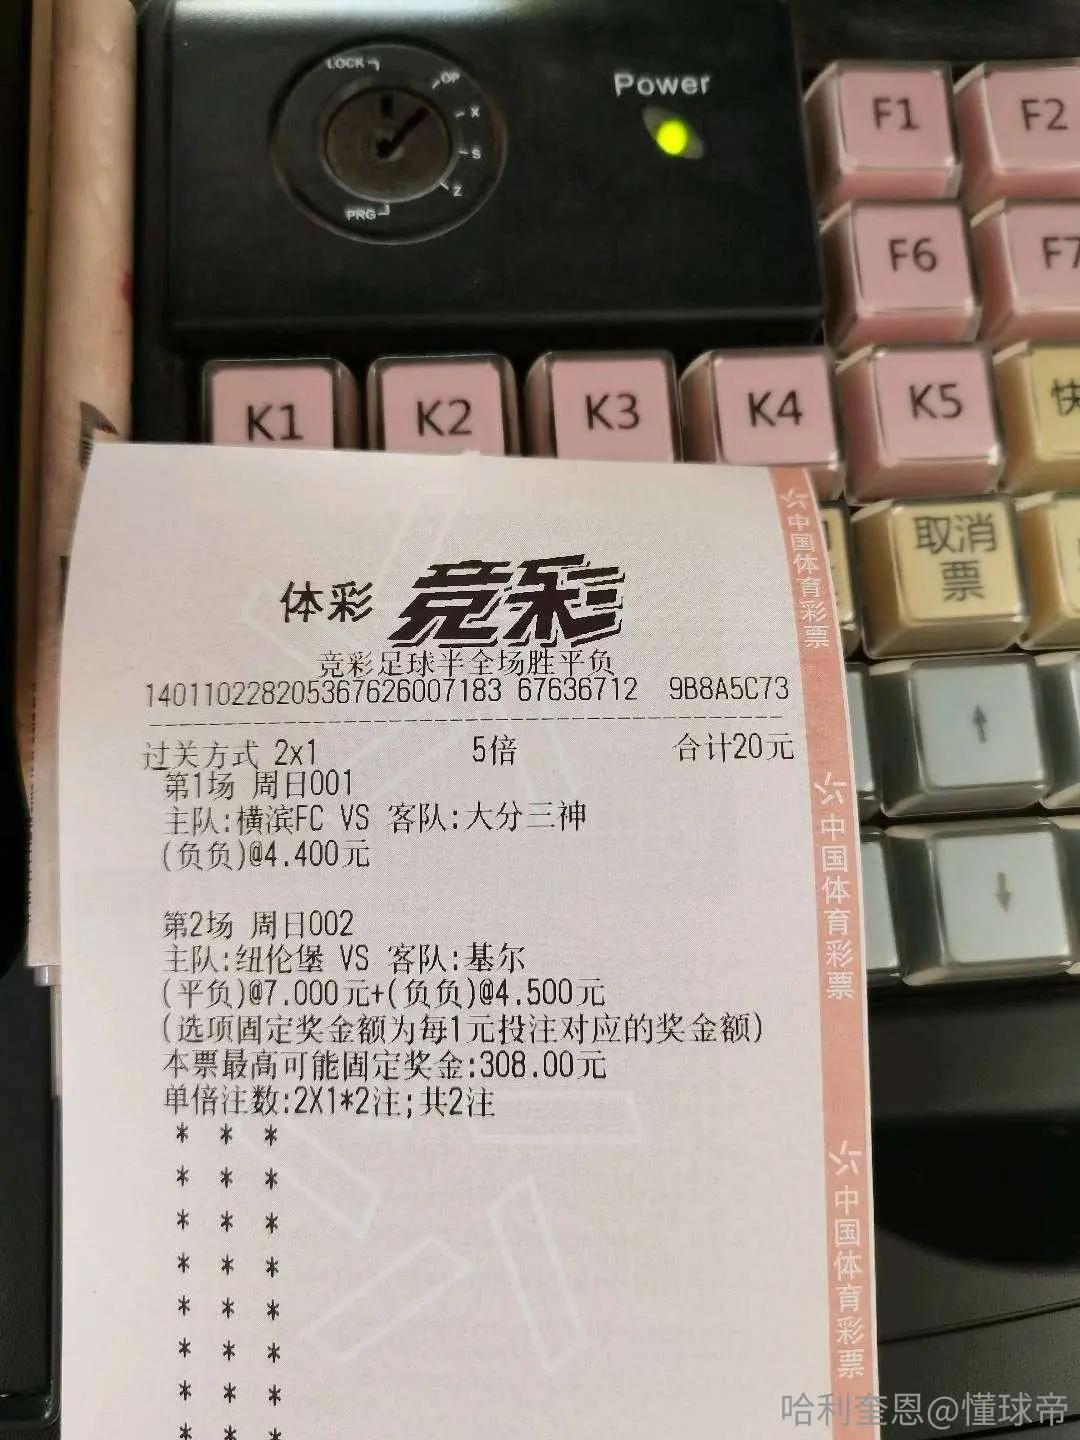 LOCK
OP
X
S
Z
PRG
Power
F1
F2
F6
F7
K1
K2
K3
K4
K5
快
取消
票
↑
↓
体彩 竞彩
竞彩足球半全场胜平负
140110228205367626007183 67636712 9B8A5C73
过关方式 2x1 5倍 合计20元
第1场 周日001
主队:横滨FC VS 客队:大分三神
(负负)@4.400元
第2场 周日002
主队:纽伦堡 VS 客队:基尔
(平负)@7.000元+(负负)@4.500元
(选项固定奖金额为每1元投注对应的奖金额)
本票最高可能固定奖金:308.00元
单倍注数:2X1*2注;共2注
* * *
* * *
* * *
* * *
* * *
* * *
* * *
* * *
中国体育彩票
中国体育彩票
中国体育彩票
哈利奎恩@懂球帝